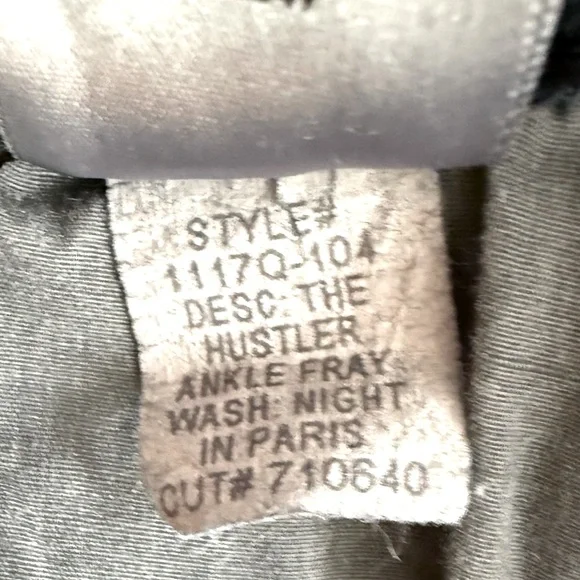 STYLE#
1117Q-104
DESC: THE
HUSTLER
ANKLE FRAY
WASH: NIGHT
IN PARIS
CUT# 710640